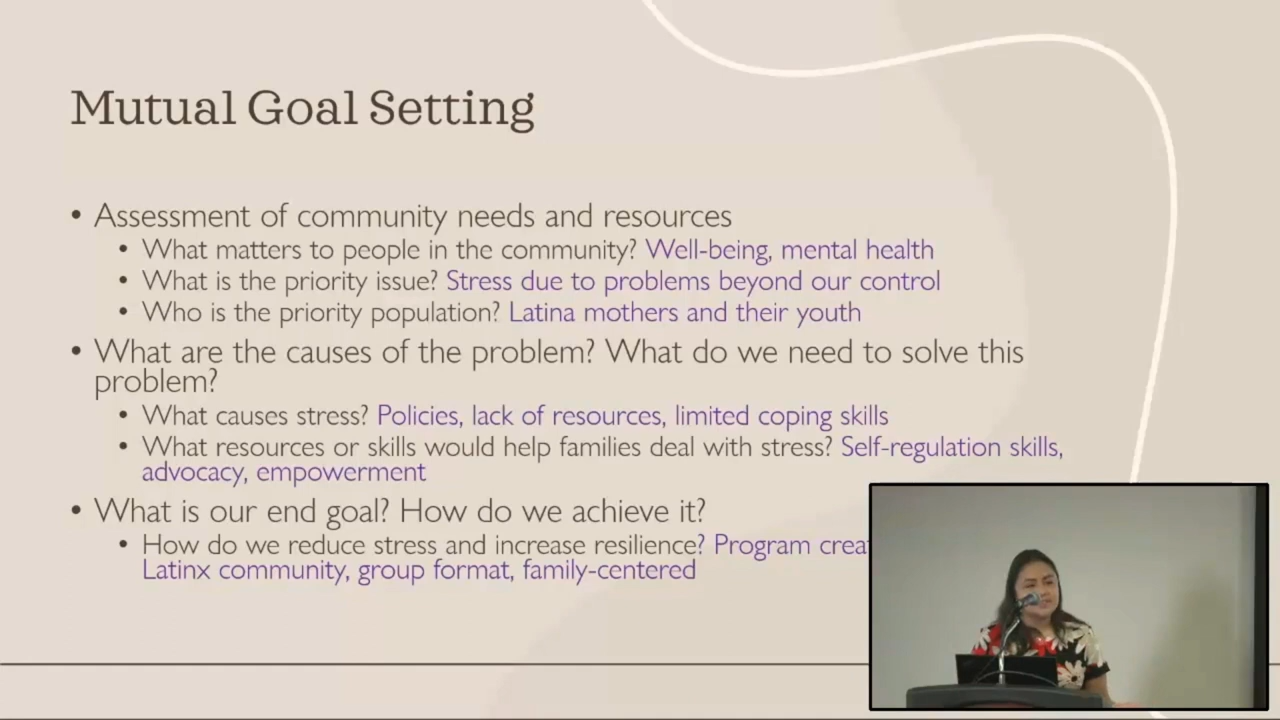 Mutual Goal Setting
• Assessment of community needs and resources
• What matters to people in the community? Well-being, mental health
• What is the priority issue? Stress due to problems beyond our control
• Who is the priority population? Latina mothers and their youth
• What are the causes of the problem? What do we need to solve this
problem?
• What causes stress? Policies, lack of resources, limited coping skills
• What resources or skills would help families deal with stress? Self-regulation skills,
advocacy, empowerment
• What is our end goal? How do we achieve it?
• How do we reduce stress and increase resilience? Program
Latinx community, group format, family-centered